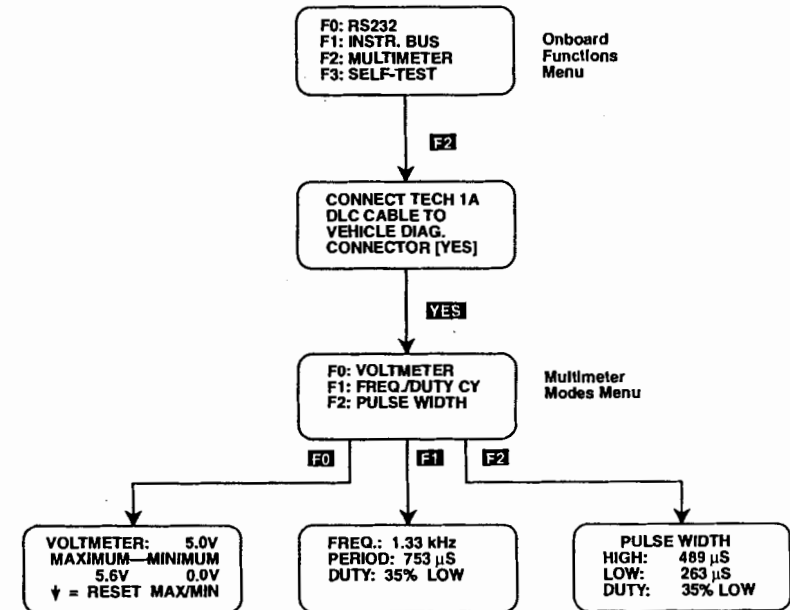 F0: RS232
F1: INSTR. BUS
F2: MULTIMETER
F3: SELF-TEST
Onboard
Functions
Menu
F2
CONNECT TECH 1A
DLC CABLE TO
VEHICLE DIAG.
CONNECTOR [YES]
YES
F0: VOLTMETER
F1: FREQ./DUTY CY
F2: PULSE WIDTH
Multimeter
Modes Menu
F0
F1
F2
VOLTMETER: 5.0V
MAXIMUM—MINIMUM
5.6V 0.0V
↓ = RESET MAX/MIN
FREQ.: 1.33 kHz
PERIOD: 753 µS
DUTY: 35% LOW
PULSE WIDTH
HIGH: 489 µS
LOW: 263 µS
DUTY: 35% LOW